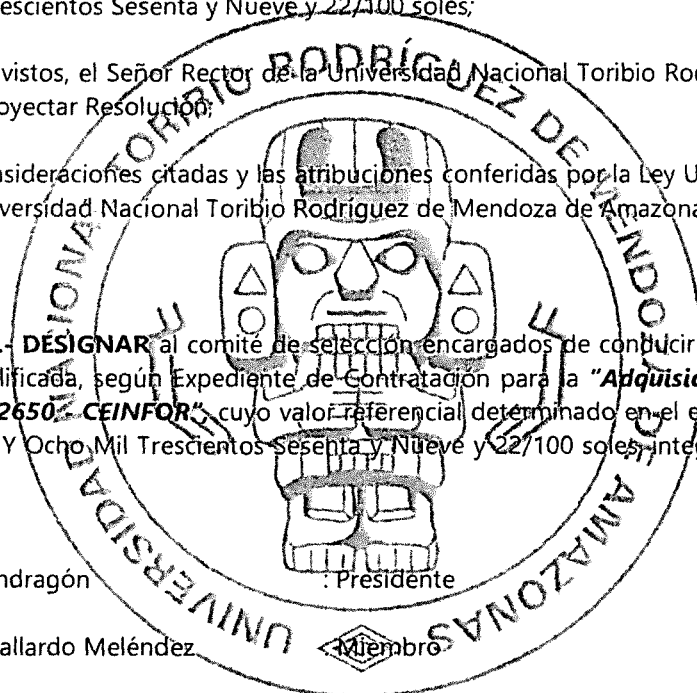 escientos Sesenta y Nueve y 22/100 soles;
vistos, el Señor Rector de la Universidad Nacional Toribio Ro
oyectar Resolución;
nsideraciones citadas y las atribuciones conferidas por la Ley U
versidad Nacional Toribio Rodríguez de Mendoza de Amazona
.- DESIGNAR al comité de selección encargados de conducir
dificada, según Expediente de Contratación para la "Adquisic
2650 - CEINFOR", cuyo valor referencial determinado en el e
Y Ocho Mil Trescientos Sesenta y Nueve y 22/100 soles, integ
ndragón : Presidente
allardo Meléndez : Miembro
UNIVERSIDAD NACIONAL TORIBIO RODRÍGUEZ DE MENDOZA DE AMAZONAS